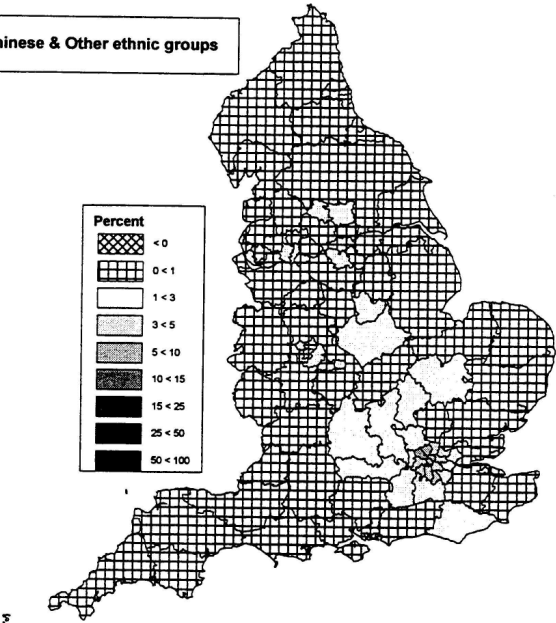 hinese & Other ethnic groups
Percent
< 0
0 < 1
1 < 3
3 < 5
5 < 10
10 < 15
15 < 25
25 < 50
50 < 100